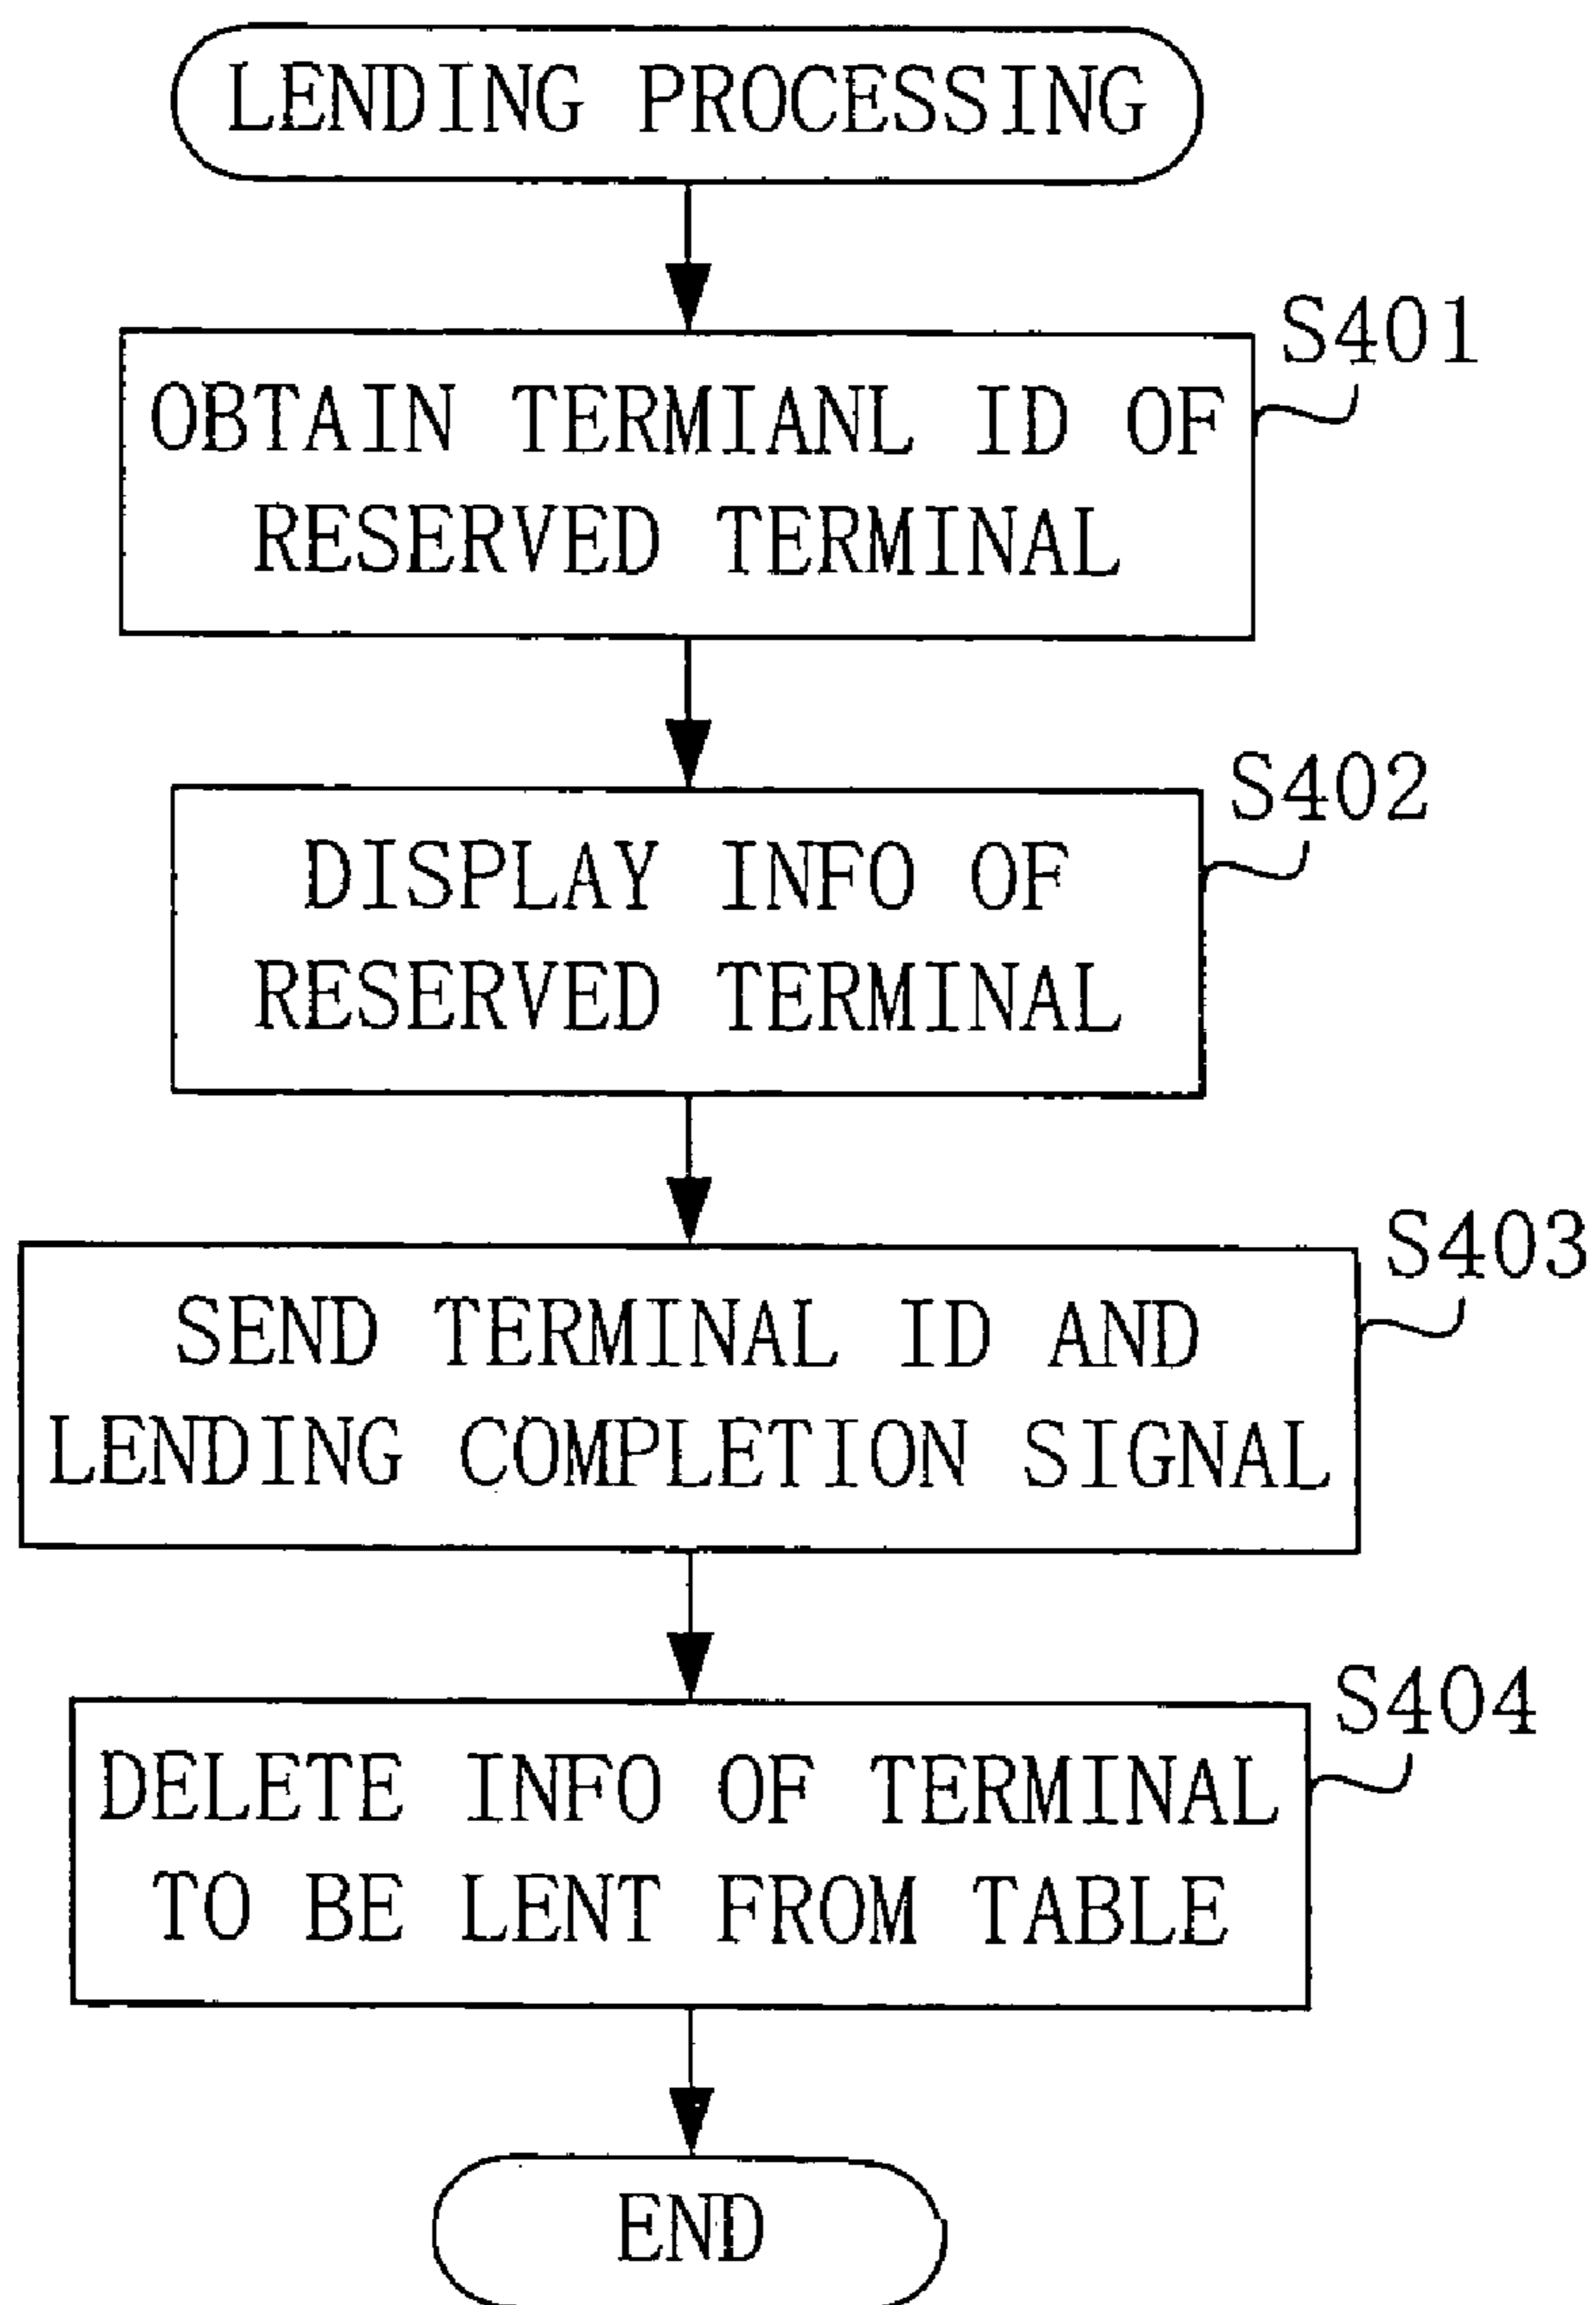 LENDING PROCESSING
S401
OBTAIN TERMIANL ID OF
RESERVED TERMINAL
S402
DISPLAY INFO OF
RESERVED TERMINAL
S403
SEND TERMINAL ID AND
LENDING COMPLETION SIGNAL
S404
DELETE INFO OF TERMINAL
TO BE LENT FROM TABLE
END